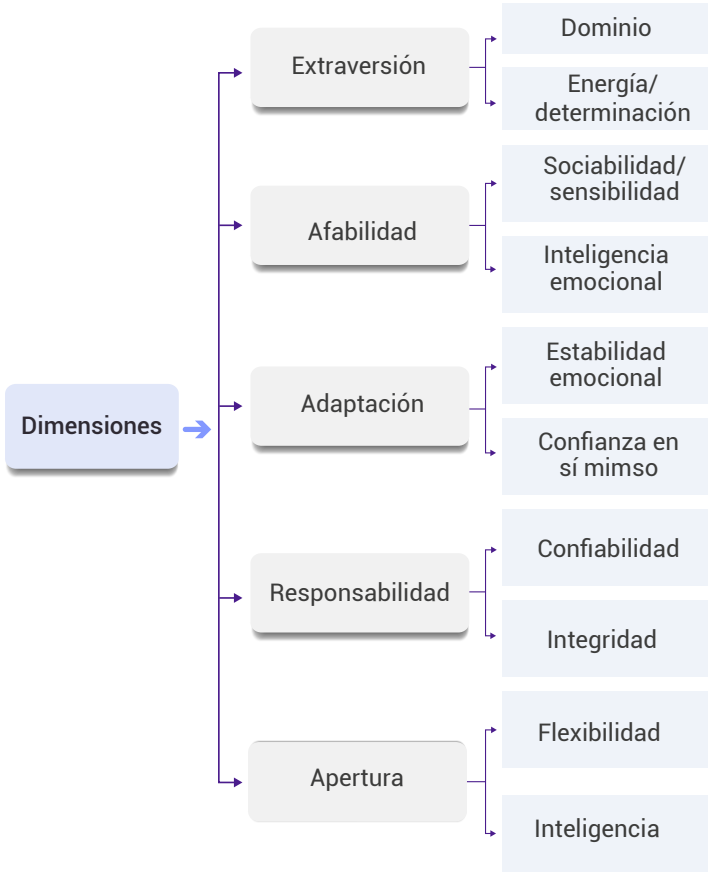 Dimensiones
Extraversión
Dominio
Energía/
determinación
Afabilidad
Sociabilidad/
sensibilidad
Inteligencia
emocional
Adaptación
Estabilidad
emocional
Confianza en
sí mimso
Responsabilidad
Confiabilidad
Integridad
Apertura
Flexibilidad
Inteligencia